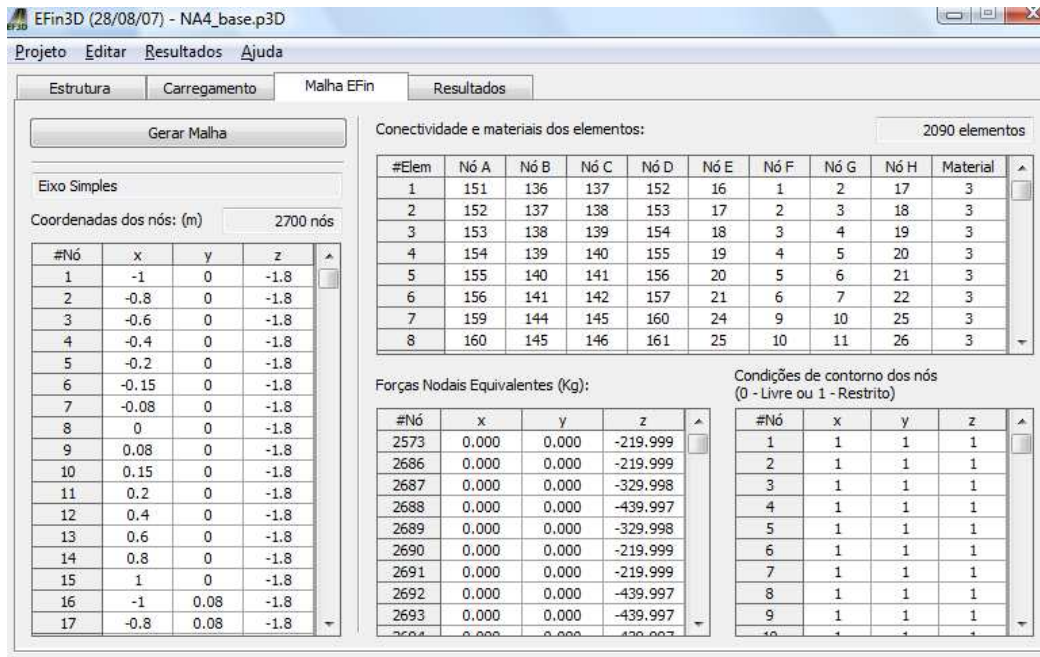 EFin3D (28/08/07) - NA4_base.p3D
Projeto Editar Resultados Ajuda
Estrutura Carregamento Malha EFin Resultados
Gerar Malha
Eixo Simples
Coordenadas dos nós: (m) 2700 nós
#Nó x y z
1 -1 0 -1.8
2 -0.8 0 -1.8
3 -0.6 0 -1.8
4 -0.4 0 -1.8
5 -0.2 0 -1.8
6 -0.15 0 -1.8
7 -0.08 0 -1.8
8 0 0 -1.8
9 0.08 0 -1.8
10 0.15 0 -1.8
11 0.2 0 -1.8
12 0.4 0 -1.8
13 0.6 0 -1.8
14 0.8 0 -1.8
15 1 0 -1.8
16 -1 0.08 -1.8
17 -0.8 0.08 -1.8
Conectividade e materiais dos elementos: 2090 elementos
#Elem Nó A Nó B Nó C Nó D Nó E Nó F Nó G Nó H Material
1 151 136 137 152 16 1 2 17 3
2 152 137 138 153 17 2 3 18 3
3 153 138 139 154 18 3 4 19 3
4 154 139 140 155 19 4 5 20 3
5 155 140 141 156 20 5 6 21 3
6 156 141 142 157 21 6 7 22 3
7 159 144 145 160 24 9 10 25 3
8 160 145 146 161 25 10 11 26 3
Forças Nodais Equivalentes (Kg):
#Nó x y z
2573 0.000 0.000 -219.999
2686 0.000 0.000 -219.999
2687 0.000 0.000 -329.998
2688 0.000 0.000 -439.997
2689 0.000 0.000 -329.998
2690 0.000 0.000 -219.999
2691 0.000 0.000 -219.999
2692 0.000 0.000 -439.997
2693 0.000 0.000 -439.997
Condições de contorno dos nós
(0 - Livre ou 1 - Restrito)
#Nó x y z
1 1 1 1
2 1 1 1
3 1 1 1
4 1 1 1
5 1 1 1
6 1 1 1
7 1 1 1
8 1 1 1
9 1 1 1